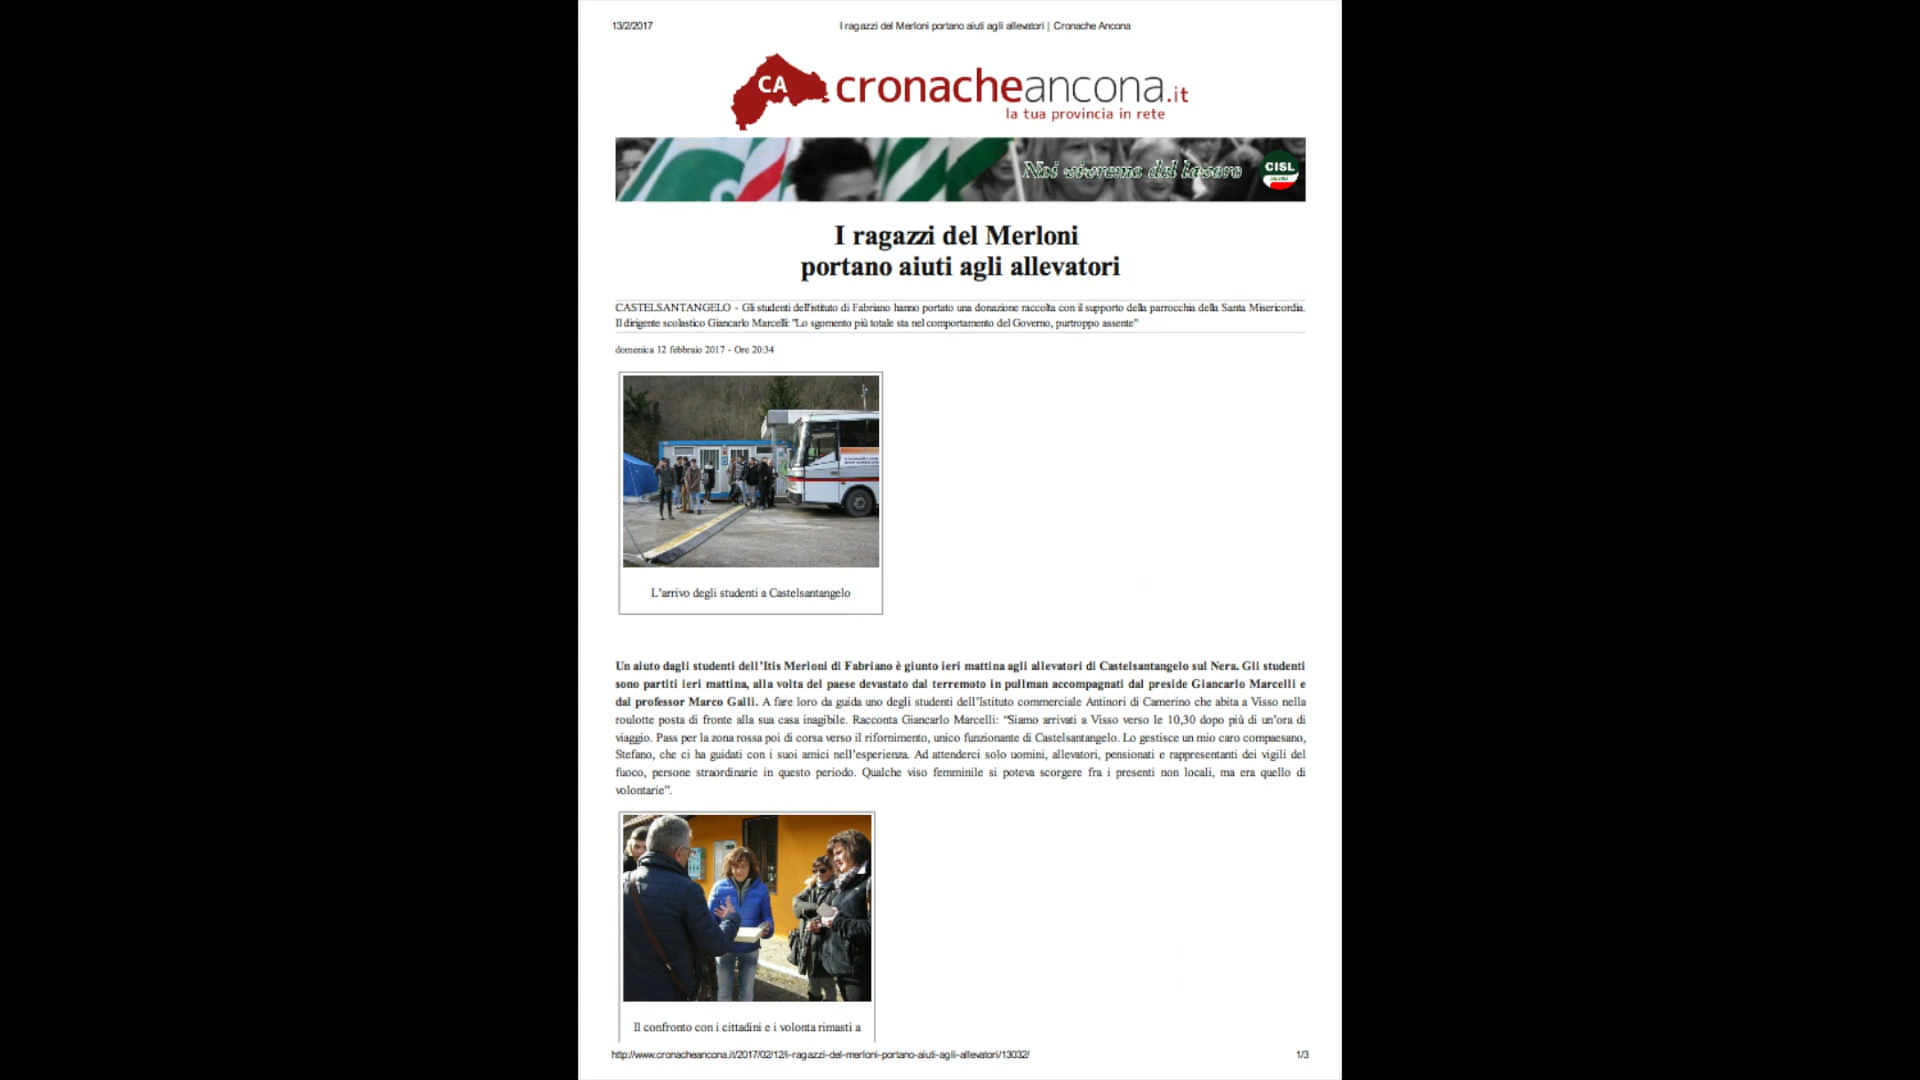 13/2/2017
I ragazzi del Merloni portano aiuti agli allevatori | Cronache Ancona
CA
cronacheancona.it
la tua provincia in rete
Noi vivremo del lavoro
CISL
I ragazzi del Merloni
portano aiuti agli allevatori
CASTELSANTANGELO - Gli studenti dell'istituto di Fabriano hanno portato una donazione raccolta con il supporto della parrocchia della Santa Misericordia.
Il dirigente scolastico Giancarlo Marcelli: "Lo sgomento più totale sta nel comportamento del Governo, purtroppo assente"
domenica 12 febbraio 2017 - Ore 20:34
L'arrivo degli studenti a Castelsantangelo
Un aiuto dagli studenti dell'Itis Merloni di Fabriano è giunto ieri mattina agli allevatori di Castelsantangelo sul Nera. Gli studenti
sono partiti ieri mattina, alla volta del paese devastato dal terremoto in pullman accompagnati dal preside Giancarlo Marcelli e
dal professor Marco Galli. A fare loro da guida uno degli studenti dell'Istituto commerciale Antinori di Camerino che abita a Visso nella
roulotte posta di fronte alla sua casa inagibile. Racconta Giancarlo Marcelli: "Siamo arrivati a Visso verso le 10,30 dopo più di un'ora di
viaggio. Pass per la zona rossa poi di corsa verso il rifornimento, unico funzionante di Castelsantangelo. Lo gestisce un mio caro compaesano,
Stefano, che ci ha guidati con i suoi amici nell'esperienza. Ad attenderci solo uomini, allevatori, pensionati e rappresentanti dei vigili del
fuoco, persone straordinarie in questo periodo. Qualche viso femminile si poteva scorgere fra i presenti non locali, ma era quello di
volontarie".
Il confronto con i cittadini e i volonta rimasti a
http://www.cronacheancona.it/2017/02/12/i-ragazzi-del-merloni-portano-aiuti-agli-allevatori/13032/
1/3